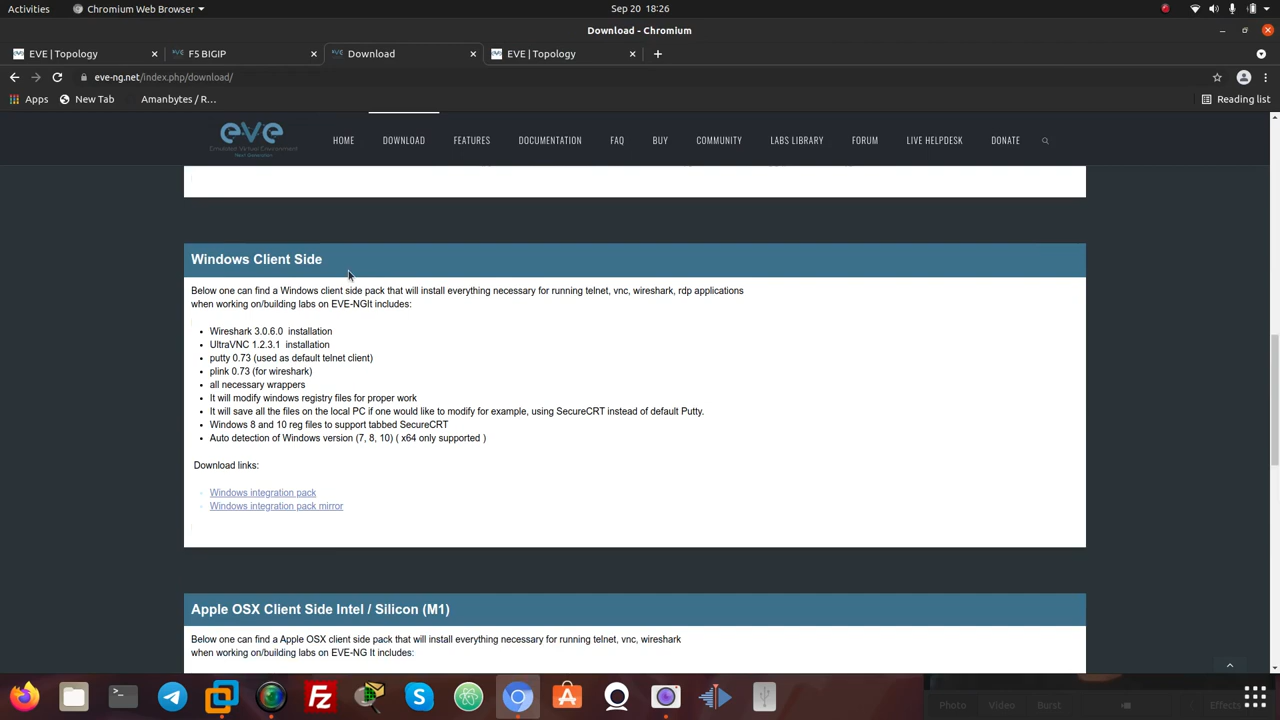 Activities
Chromium Web Browser
Sep 20 18:26
Download - Chromium
EVE | Topology
F5 BIGIP
Download
EVE | Topology
eve-ng.net/index.php/download/
Apps
New Tab
Amanbytes / R...
Reading list
eve
HOME
DOWNLOAD
FEATURES
DOCUMENTATION
FAQ
BUY
COMMUNITY
LABS LIBRARY
FORUM
LIVE HELPDESK
DONATE
Windows Client Side
Below one can find a Windows client side pack that will install everything necessary for running telnet, vnc, wireshark, rdp applications
when working on/building labs on EVE-NGIt includes:
Wireshark 3.0.6.0 installation
UltraVNC 1.2.3.1 installation
putty 0.73 (used as default telnet client)
plink 0.73 (for wireshark)
all necessary wrappers
It will modify windows registry files for proper work
It will save all the files on the local PC if one would like to modify for example, using SecureCRT instead of default Putty.
Windows 8 and 10 reg files to support tabbed SecureCRT
Auto detection of Windows version (7, 8, 10) ( x64 only supported )
Download links:
Windows integration pack
Windows integration pack mirror
Apple OSX Client Side Intel / Silicon (M1)
Below one can find a Apple OSX client side pack that will install everything necessary for running telnet, vnc, wireshark
when working on/building labs on EVE-NG It includes:
Photo
Video
Burst
Effects